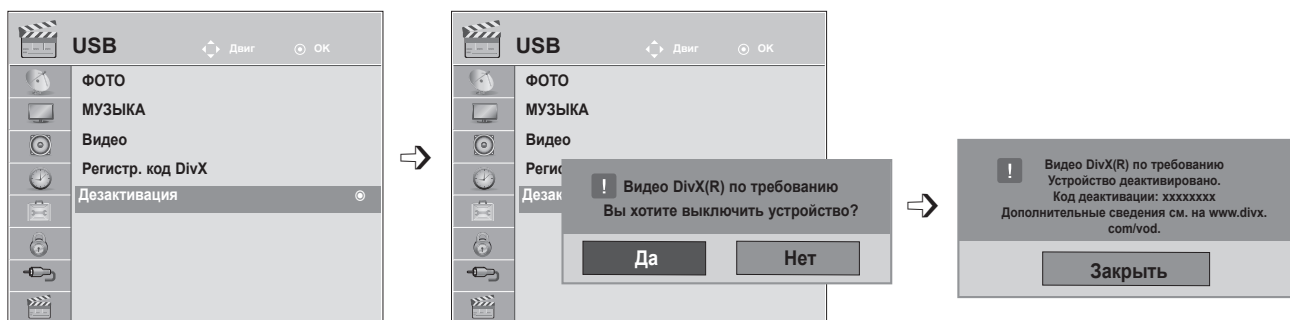 USB Двиг OK
ФОТО
МУЗЫКА
Видео
Регистр. код DivX
Дезактивация
USB Двиг OK
ФОТО
МУЗЫКА
Видео
Регис
Дезак
! Видео DivX(R) по требованию
Вы хотите выключить устройство?
Да Нет
! Видео DivX(R) по требованию
Устройство деактивировано.
Код деактивации: xxxxxxxx
Дополнительные сведения см. на www.divx.
com/vod.
Закрыть